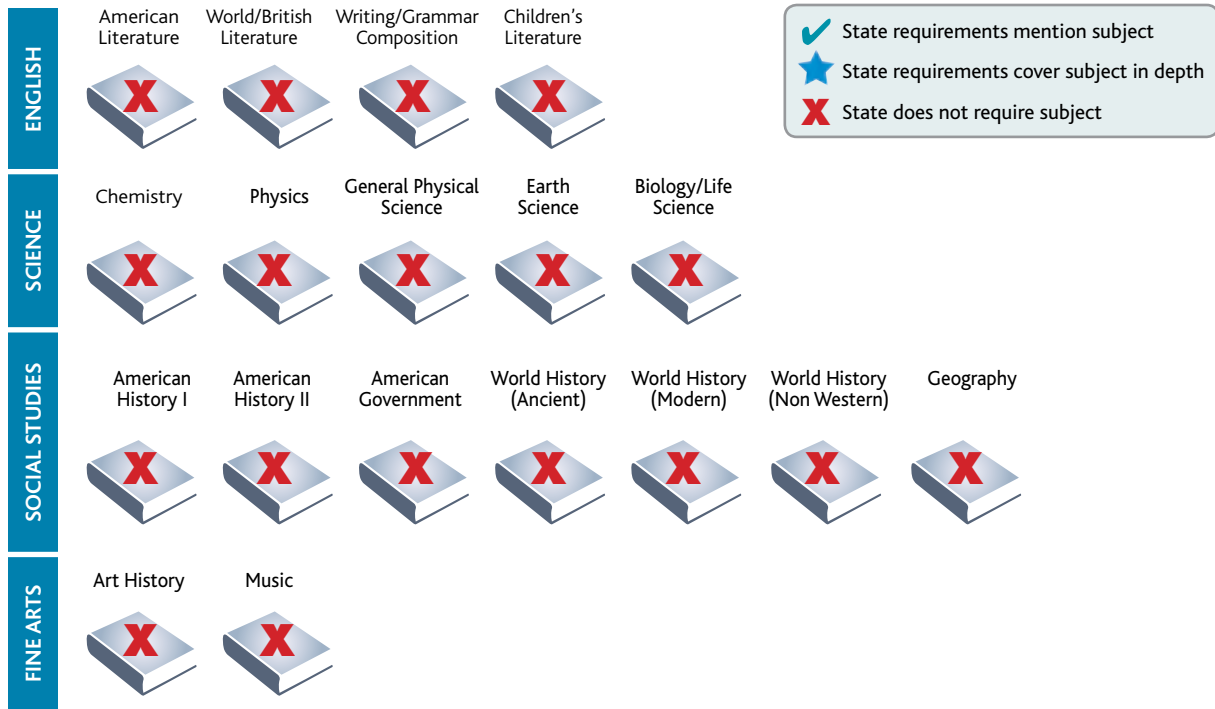 ENGLISH
American
Literature
World/British
Literature
Writing/Grammar
Composition
Children's
Literature
✔ State requirements mention subject
★ State requirements cover subject in depth
X State does not require subject
X X X X
SCIENCE
Chemistry
Physics
General Physical
Science
Earth
Science
Biology/Life
Science
X X X X X
SOCIAL STUDIES
American
History I
American
History II
American
Government
World History
(Ancient)
World History
(Modern)
World History
(Non Western)
Geography
X X X X X X X
FINE ARTS
Art History
Music
X X